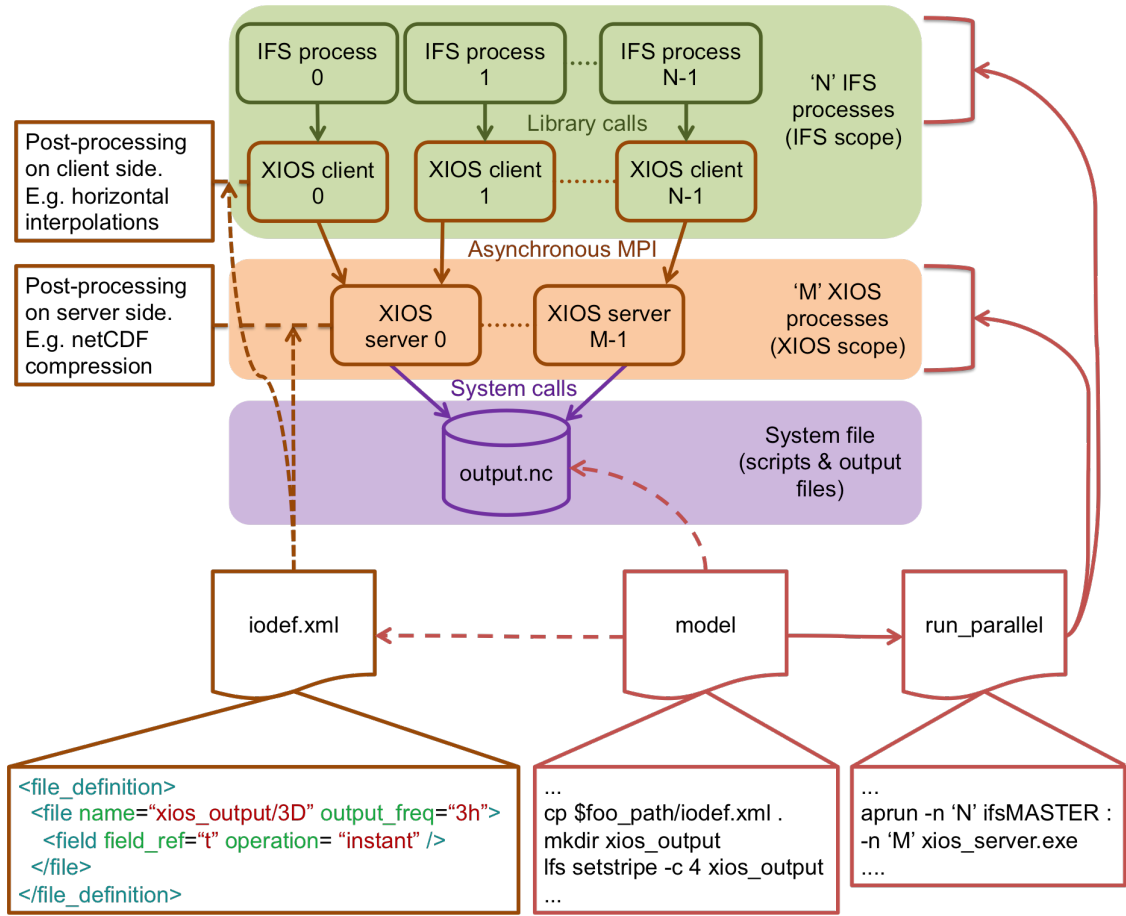 IFS process
0
IFS process
1
IFS process
N-1
‘N’ IFS
processes
(IFS scope)
Library calls
Post-processing
on client side.
E.g. horizontal
interpolations
XIOS client
0
XIOS client
1
XIOS client
N-1
Asynchronous MPI
Post-processing
on server side.
E.g. netCDF
compression
XIOS
server 0
XIOS server
M-1
‘M’ XIOS
processes
(XIOS scope)
System calls
output.nc
System file
(scripts & output
files)
iodef.xml
model
run_parallel
<file_definition>
<file name=“xios_output/3D” output_freq=“3h”>
<field field_ref=“t” operation= “instant” />
</file>
</file_definition>
...
cp $foo_path/iodef.xml .
mkdir xios_output
lfs setstripe -c 4 xios_output
...
...
aprun -n ‘N’ ifsMASTER :
-n ‘M’ xios_server.exe
....